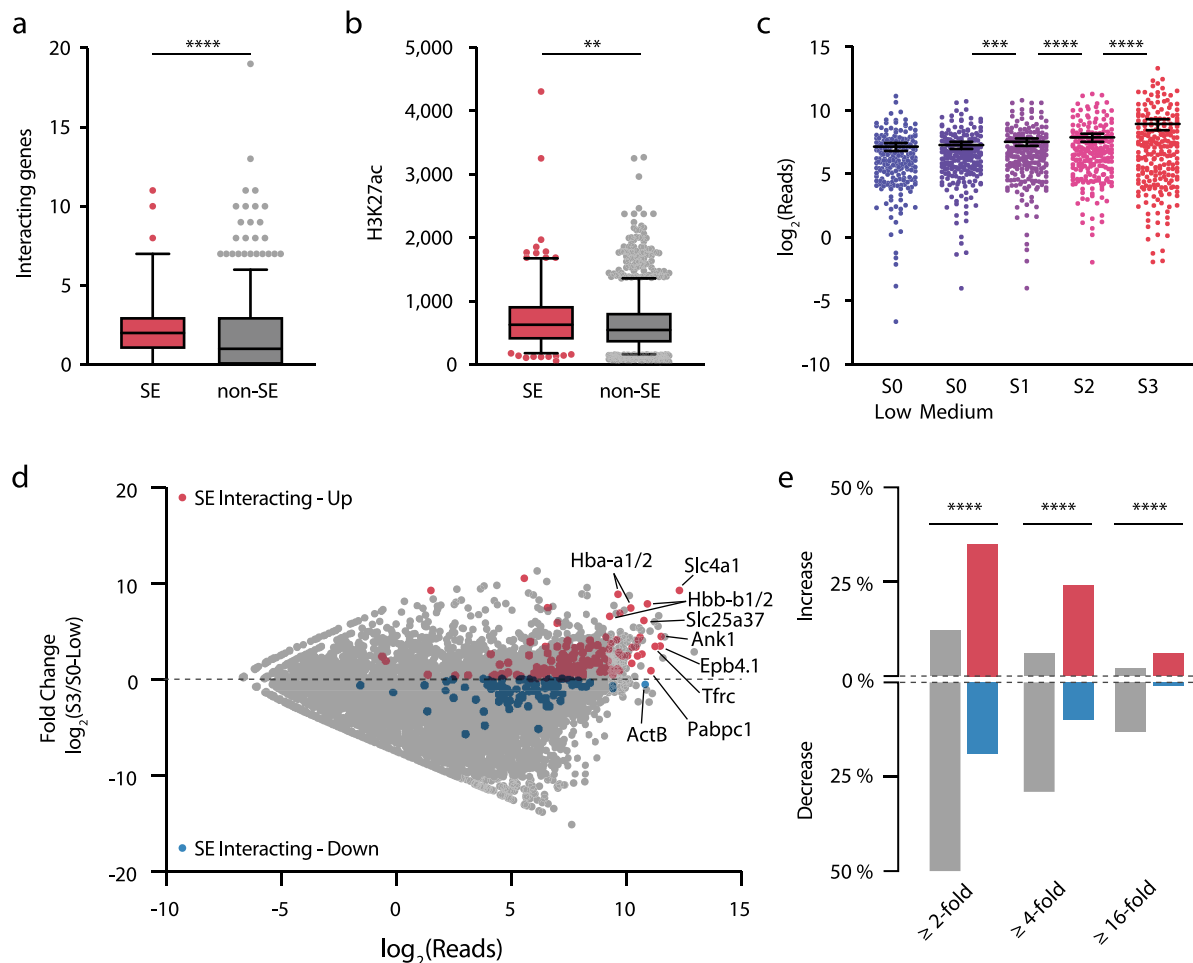 a
20
15
10
5
0
Interacting genes
****
SE
non-SE
b
5,000
4,000
3,000
2,000
1,000
0
H3K27ac
**
SE
non-SE
c
15
10
5
0
-5
-10
log2(Reads)
***
****
****
S0
S0
S1
S2
S3
Low
Medium
d
20
10
0
-10
-20
Fold Change
log2(S3/S0-Low)
SE Interacting - Up
SE Interacting - Down
Hba-a1/2
Slc4a1
Hbb-b1/2
Slc25a37
Ank1
Epb4.1
Tfrc
Pabpc1
ActB
-10
-5
0
5
10
15
log2(Reads)
e
50 %
25 %
0 %
25 %
50 %
Increase
Decrease
****
****
****
≥ 2-fold
≥ 4-fold
≥ 16-fold